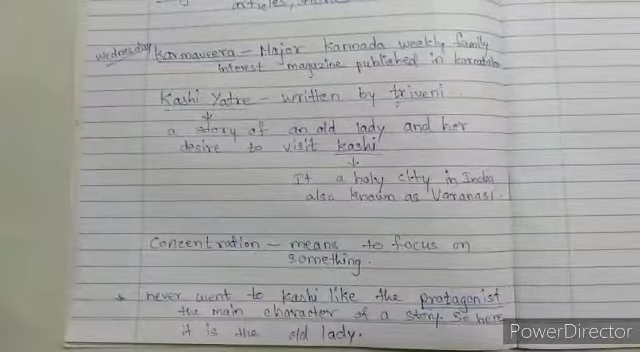 articles,
Wednesday Karmaveera - Major Kannada weekly family
interest magazine published in Karnataka
Kashi Yatre - written by triveni
a story of an old lady and her
desire to visit kashi
It a holy city in India
also known as Varanasi.
Concentration - means to focus on
something.
never went to kashi like the protagonist
the main character of a story. So here
it is the old lady.
PowerDirector